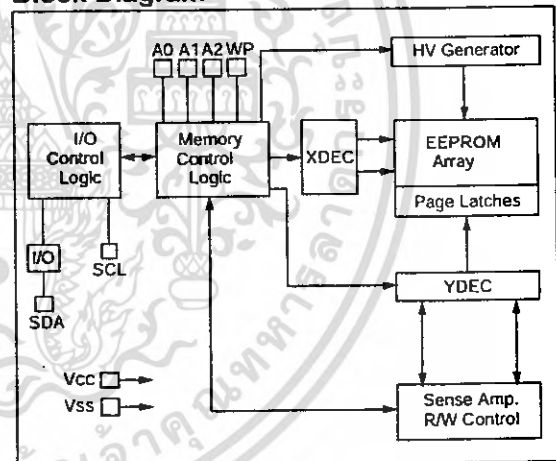 Block Diagram
A0 A1 A2 WP
HV Generator
I/O
Control
Logic
Memory
Control
Logic
XDEC
EEPROM
Array
Page Latches
I/O
SCL
SDA
YDEC
Vcc
Vss
Sense Amp.
R/W Control